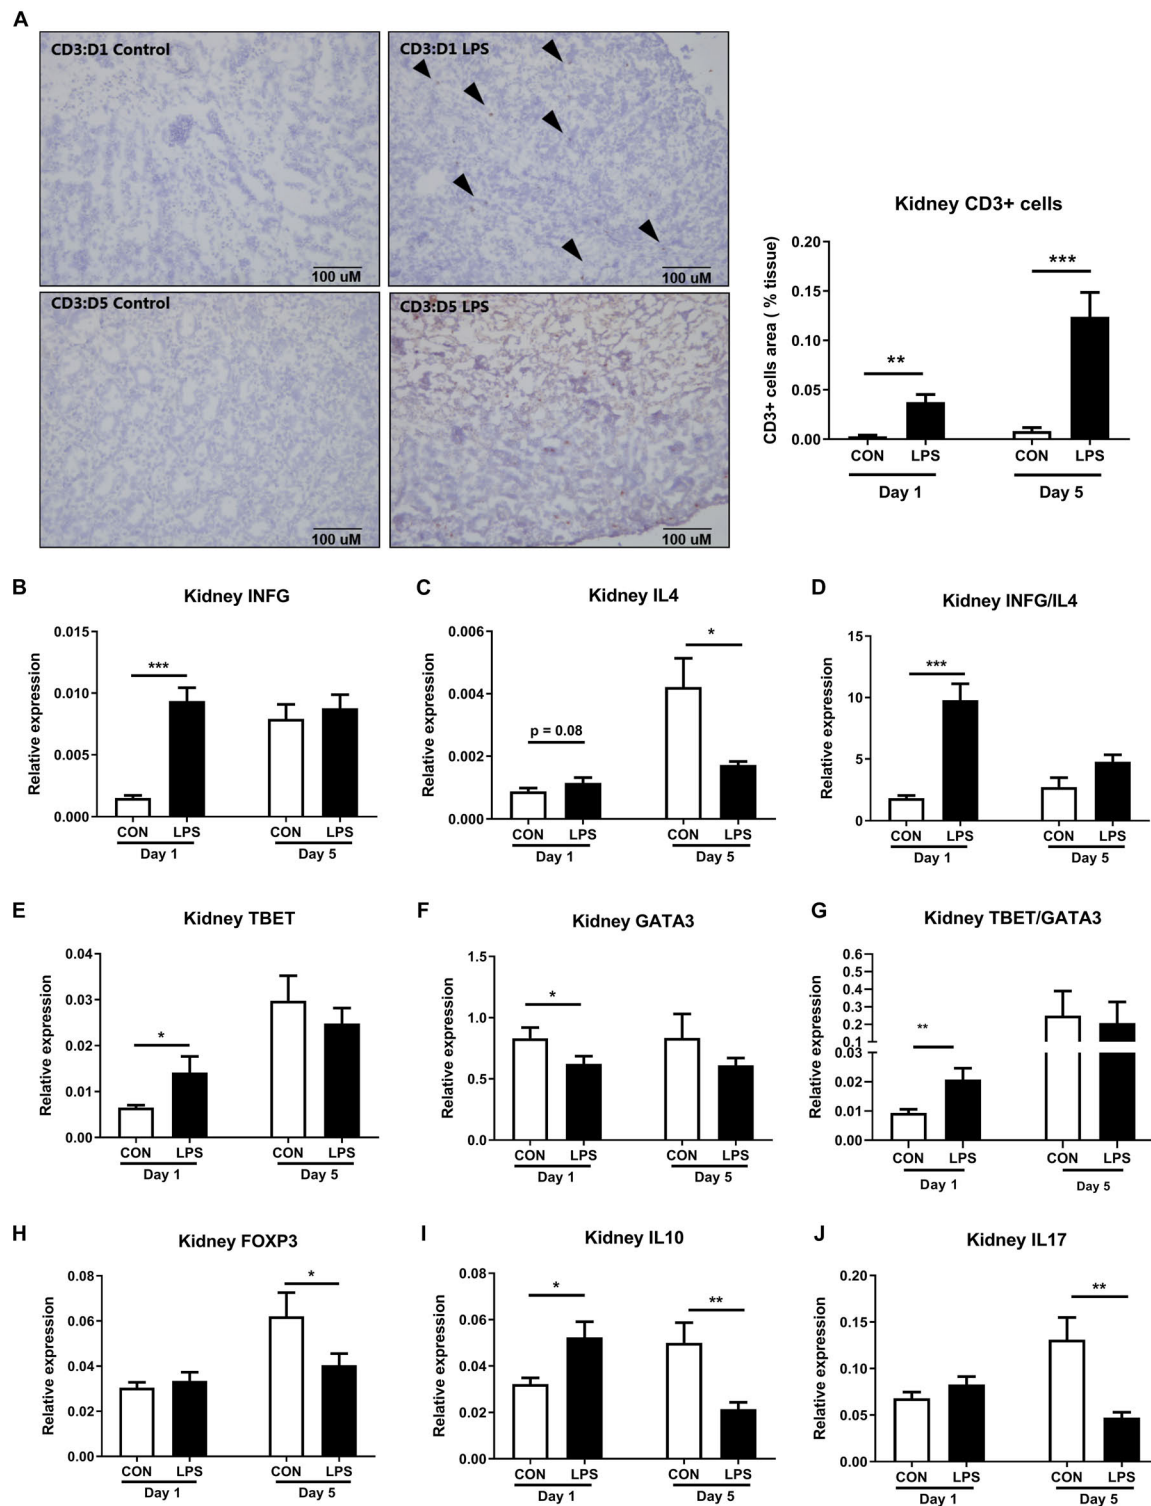 A
CD3:D1 Control
100 uM
CD3:D1 LPS
100 uM
CD3:D5 Control
100 uM
CD3:D5 LPS
100 uM
Kidney CD3+ cells
CD3+ cells area ( % tissue)
0.20
0.15
0.10
0.05
0.00
**
***
CON LPS CON LPS
Day 1 Day 5
B
Kidney INFG
Relative expression
0.015
0.010
0.005
0.000
***
CON LPS CON LPS
Day 1 Day 5
C
Kidney IL4
Relative expression
0.006
0.004
0.002
0.000
p = 0.08
*
CON LPS CON LPS
Day 1 Day 5
D
Kidney INFG/IL4
Relative expression
15
10
5
0
***
CON LPS CON LPS
Day 1 Day 5
E
Kidney TBET
Relative expression
0.04
0.03
0.02
0.01
0.00
*
CON LPS CON LPS
Day 1 Day 5
F
Kidney GATA3
Relative expression
1.5
1.0
0.5
0.0
*
CON LPS CON LPS
Day 1 Day 5
G
Kidney TBET/GATA3
Relative expression
0.6
0.5
0.4
0.3
0.2
0.1
0.03
0.02
0.01
0.00
**
CON LPS CON LPS
Day 1 Day 5
H
Kidney FOXP3
Relative expression
0.08
0.06
0.04
0.02
0.00
*
CON LPS CON LPS
Day 1 Day 5
I
Kidney IL10
Relative expression
0.08
0.06
0.04
0.02
0.00
*
**
CON LPS CON LPS
Day 1 Day 5
J
Kidney IL17
Relative expression
0.20
0.15
0.10
0.05
0.00
**
CON LPS CON LPS
Day 1 Day 5